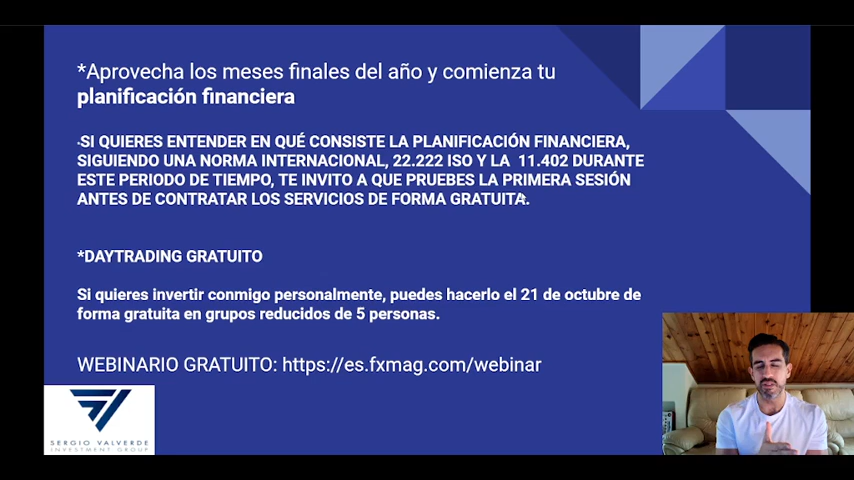 *Aprovecha los meses finales del año y comienza tu
planificación financiera
SI QUIERES ENTENDER EN QUÉ CONSISTE LA PLANIFICACIÓN FINANCIERA,
SIGUIENDO UNA NORMA INTERNACIONAL, 22.222 ISO Y LA 11.402 DURANTE
ESTE PERIODO DE TIEMPO, TE INVITO A QUE PRUEBES LA PRIMERA SESIÓN
ANTES DE CONTRATAR LOS SERVICIOS DE FORMA GRATUITA.
*DAYTRADING GRATUITO
Si quieres invertir conmigo personalmente, puedes hacerlo el 21 de octubre de
forma gratuita en grupos reducidos de 5 personas.
WEBINARIO GRATUITO: https://es.fxmag.com/webinar
SERGIO VALVERDE
INVESTMENT GROUP